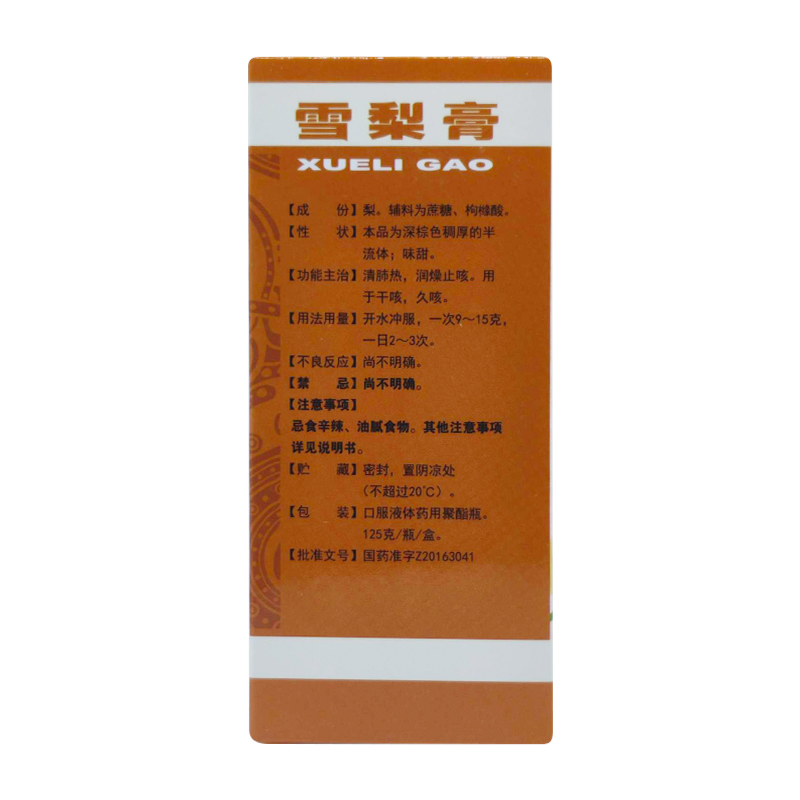 雪梨膏
XUELI GAO
【成 份】梨。辅料为蔗糖、枸橼酸。
【性 状】本品为深棕色稠厚的半
流体；味甜。
【功能主治】清肺热，润燥止咳。用
于干咳，久咳。
【用法用量】开水冲服，一次9～15克，
一日2～3次。
【不良反应】尚不明确。
【禁 忌】尚不明确。
【注意事项】
忌食辛辣、油腻食物。其他注意事项
详见说明书。
【贮 藏】密封，置阴凉处
（不超过20℃）。
【包 装】口服液体药用聚酯瓶。
125克/瓶/盒。
【批准文号】国药准字Z20163041